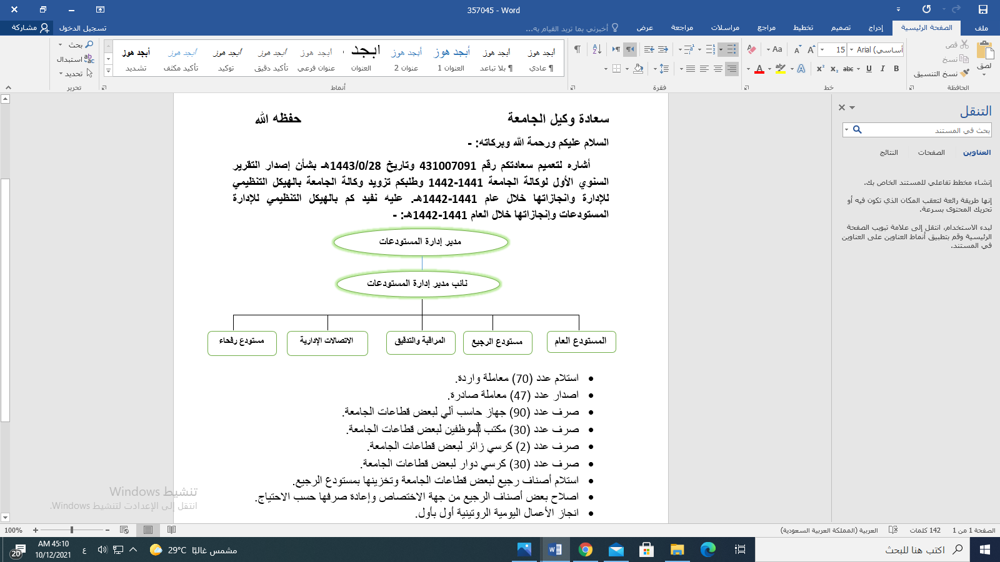 357045 - Word
ملف
الصفحة الرئيسية
إدراج
تصميم
تخطيط
مراجع
مراسلات
مراجعة
عرض
أخبرني بما تريد القيام به...
تسجيل الدخول
مشاركة
لصق
قص
نسخ
نسخ التنسيق
الحافظة
Arial (أساسي)
15
Aa
B I U abc x₂ x²
خط
فقرة
أبجد هوز
أبجد هوز
أبجد هوز
أبجد هوز
ابجد
أبجد هوز
أبجد هوز
أبجد هوز
أبجد هوز
أبجد هوز
¶ عادي
¶ بلا تباعد
العنوان 1
عنوان 2
العنوان
عنوان فرعي
تأكيد دقيق
توكيد
تأكيد مكثف
تشديد
أنماط
بحث
استبدال
تحديد
تحرير
التنقل
بحث في المستند
العناوين
الصفحات
النتائج
إنشاء مخطط تفاعلي للمستند الخاص بك.
إنها طريقة رائعة لتعقب المكان الذي تكون فيه أو
تحريك المحتوى بسرعة.
لبدء الاستخدام، انتقل إلى علامة تبويب الصفحة
الرئيسية وقم بتطبيق أنماط العناوين على العناوين
في المستند.
سعادة وكيل الجامعة حفظه الله
السلام عليكم ورحمة الله وبركاته: -
أشاره لتعميم سعادتكم رقم 431007091 وتاريخ 1443/0/28هـ بشأن إصدار التقرير
السنوي الأول لوكالة الجامعة 1441-1442 وطلبكم تزويد وكالة الجامعة بالهيكل التنظيمي
للإدارة وانجازاتها خلال عام 1441-1442هـ. عليه نفيد كم بالهيكل التنظيمي للإدارة
المستودعات وإنجازاتها خلال العام 1441-1442هـ: -
مدير إدارة المستودعات
نائب مدير إدارة المستودعات
المستودع العام
مستودع الرجيع
المراقبة والتدقيق
الاتصالات الإدارية
مستودع رفحاء
• استلام عدد (70) معاملة واردة.
• اصدار عدد (47) معاملة صادرة.
• صرف عدد (90) جهاز حاسب آلي لبعض قطاعات الجامعة.
• صرف عدد (30) مكتب للموظفين لبعض قطاعات الجامعة.
• صرف عدد (2) كرسي زائر لبعض قطاعات الجامعة.
• صرف عدد (30) كرسي دوار لبعض قطاعات الجامعة.
• استلام أصناف رجيع لبعض قطاعات الجامعة وتخزينها بمستودع الرجيع.
• اصلاح بعض أصناف الرجيع من جهة الاختصاص وإعادة صرفها حسب الاحتياج.
• انجاز الأعمال اليومية الروتينية أول بأول.
تنشيط Windows
انتقل إلى الإعدادت لتنشيط Windows.
الصفحة 1 من 1
142 كلمات
العربية (المملكة العربية السعودية)
100%
اكتب هنا للبحث
مشمس غالبًا 29°C
ع
AM 45:10
10/12/2021
20